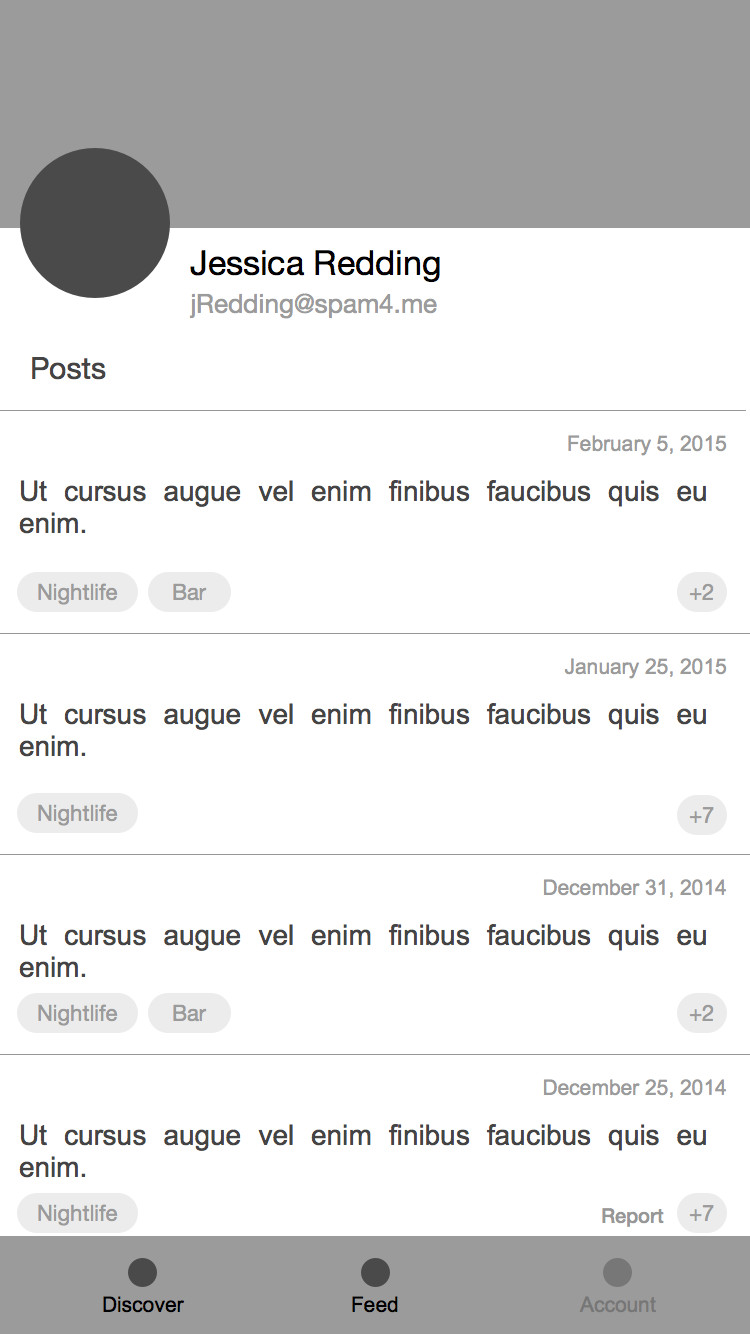 Jessica Redding
jRedding@spam4.me
Posts
February 5, 2015
Ut cursus augue vel enim finibus faucibus quis eu
enim.
Nightlife Bar +2
January 25, 2015
Ut cursus augue vel enim finibus faucibus quis eu
enim.
Nightlife +7
December 31, 2014
Ut cursus augue vel enim finibus faucibus quis eu
enim.
Nightlife Bar +2
December 25, 2014
Ut cursus augue vel enim finibus faucibus quis eu
enim.
Nightlife Report +7
Discover Feed Account